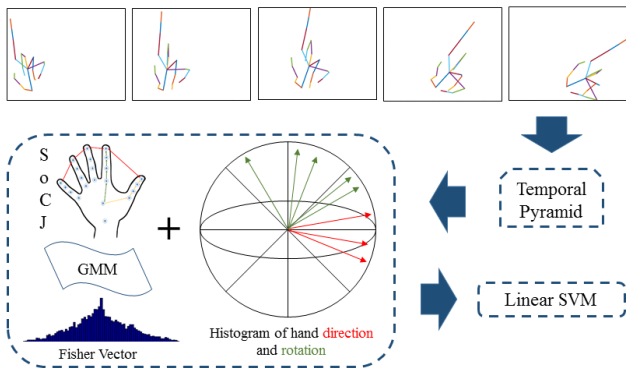 S
o
C
J
GMM
Fisher Vector
Histogram of hand direction
and rotation
Temporal
Pyramid
Linear SVM